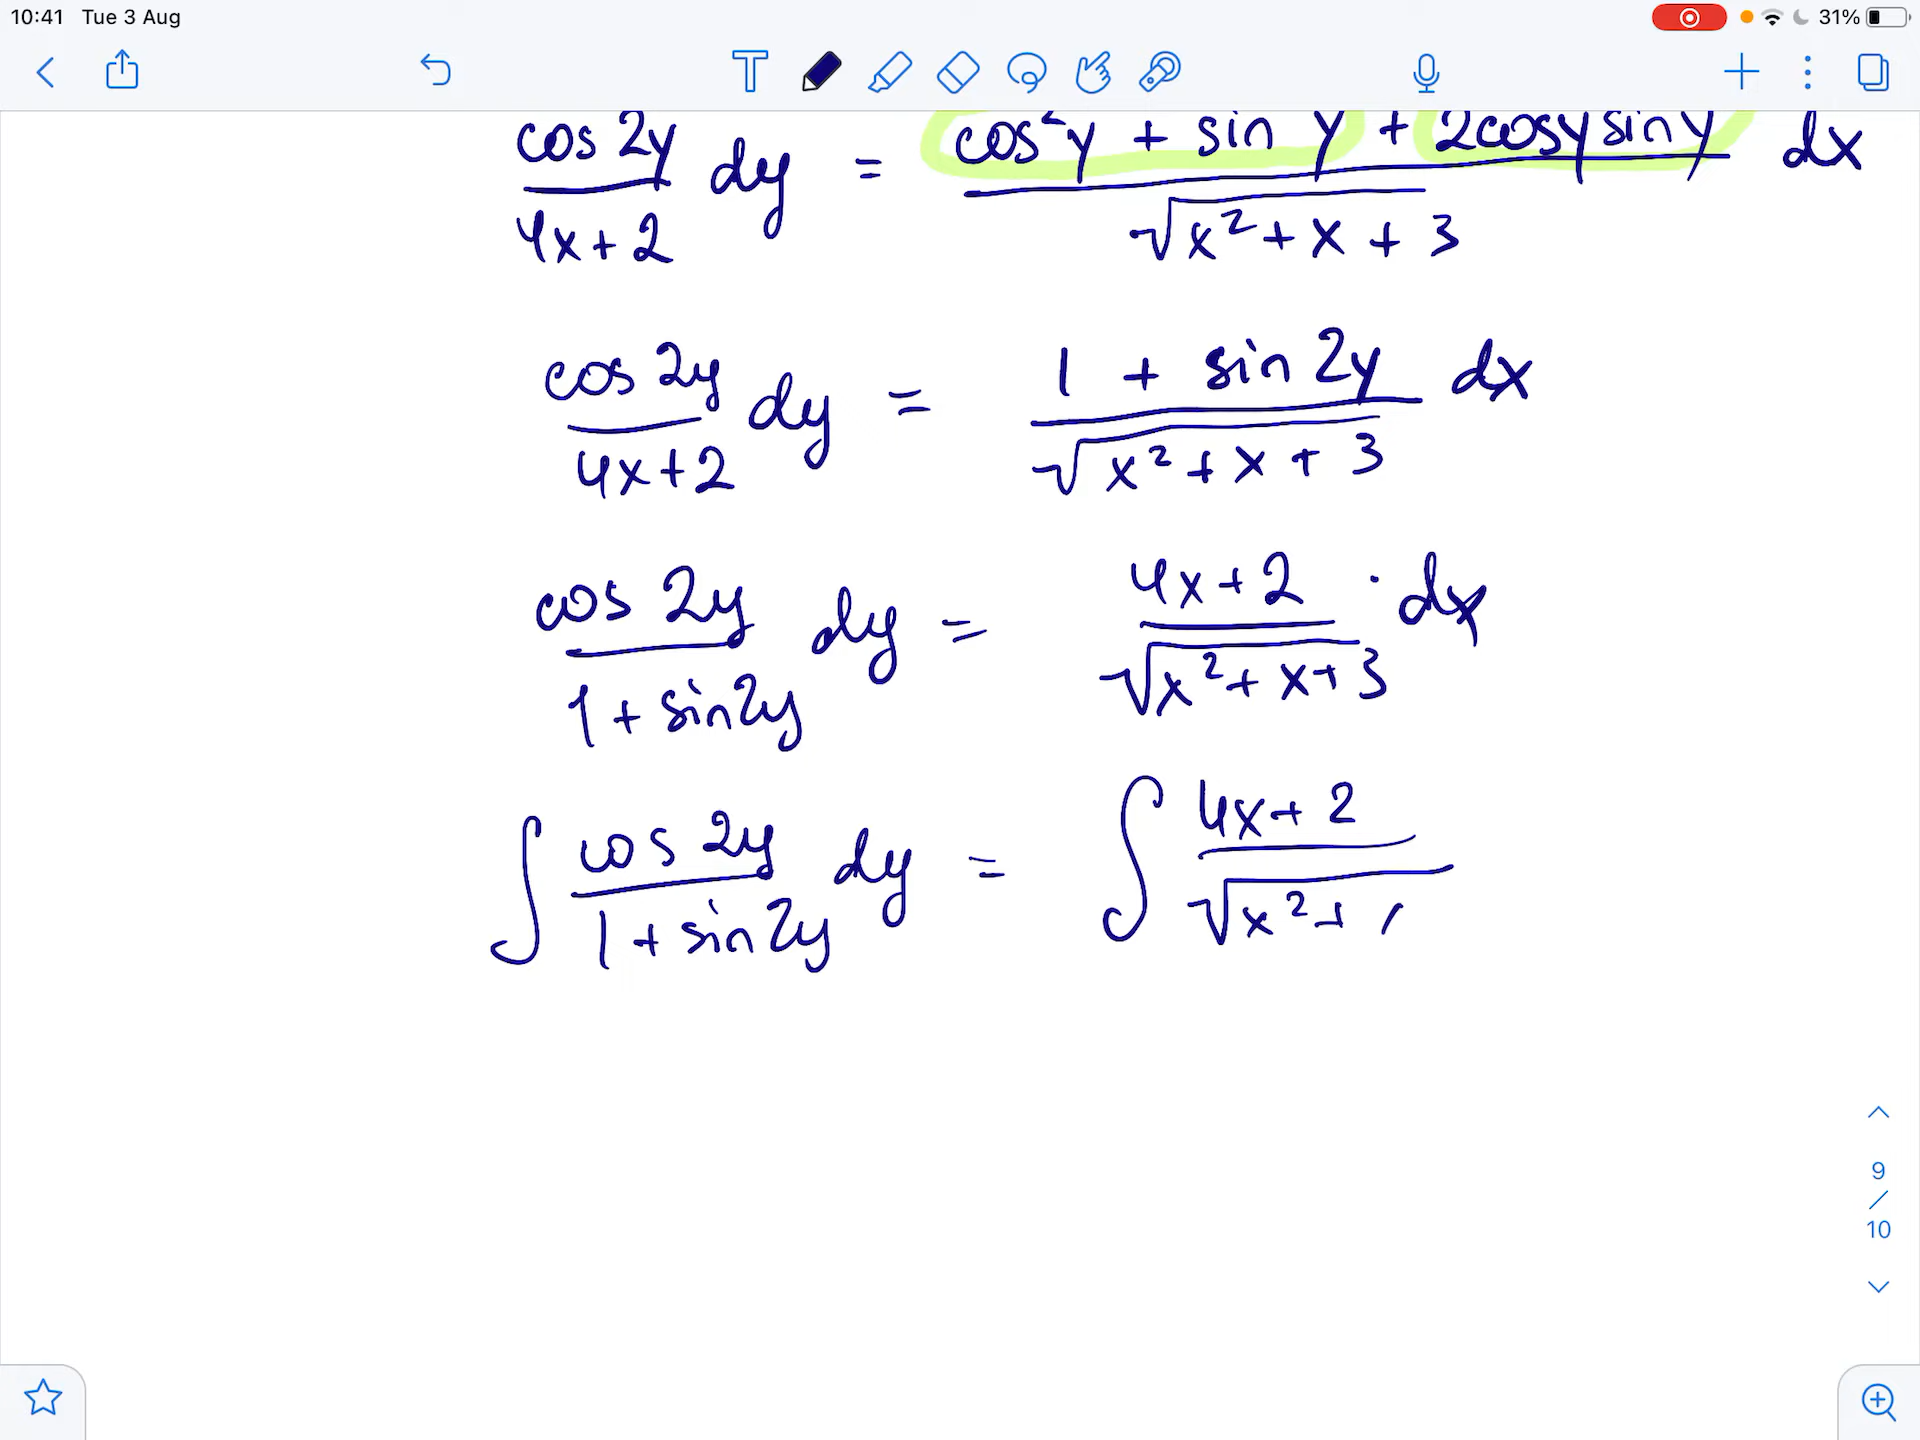 10:41 Tue 3 Aug 31%
T
cos 2y / 4x+2 dy = cos²y + sin y + 2cosy siny / √x²+x+3 dx
cos 2y / 4x+2 dy = 1 + sin 2y / √x²+x+3 dx
cos 2y / 1+sin2y dy = 4x+2 / √x²+x+3 · dx
∫ cos 2y / 1+sin2y dy = ∫ 4x+2 / √x²+
9
/
10